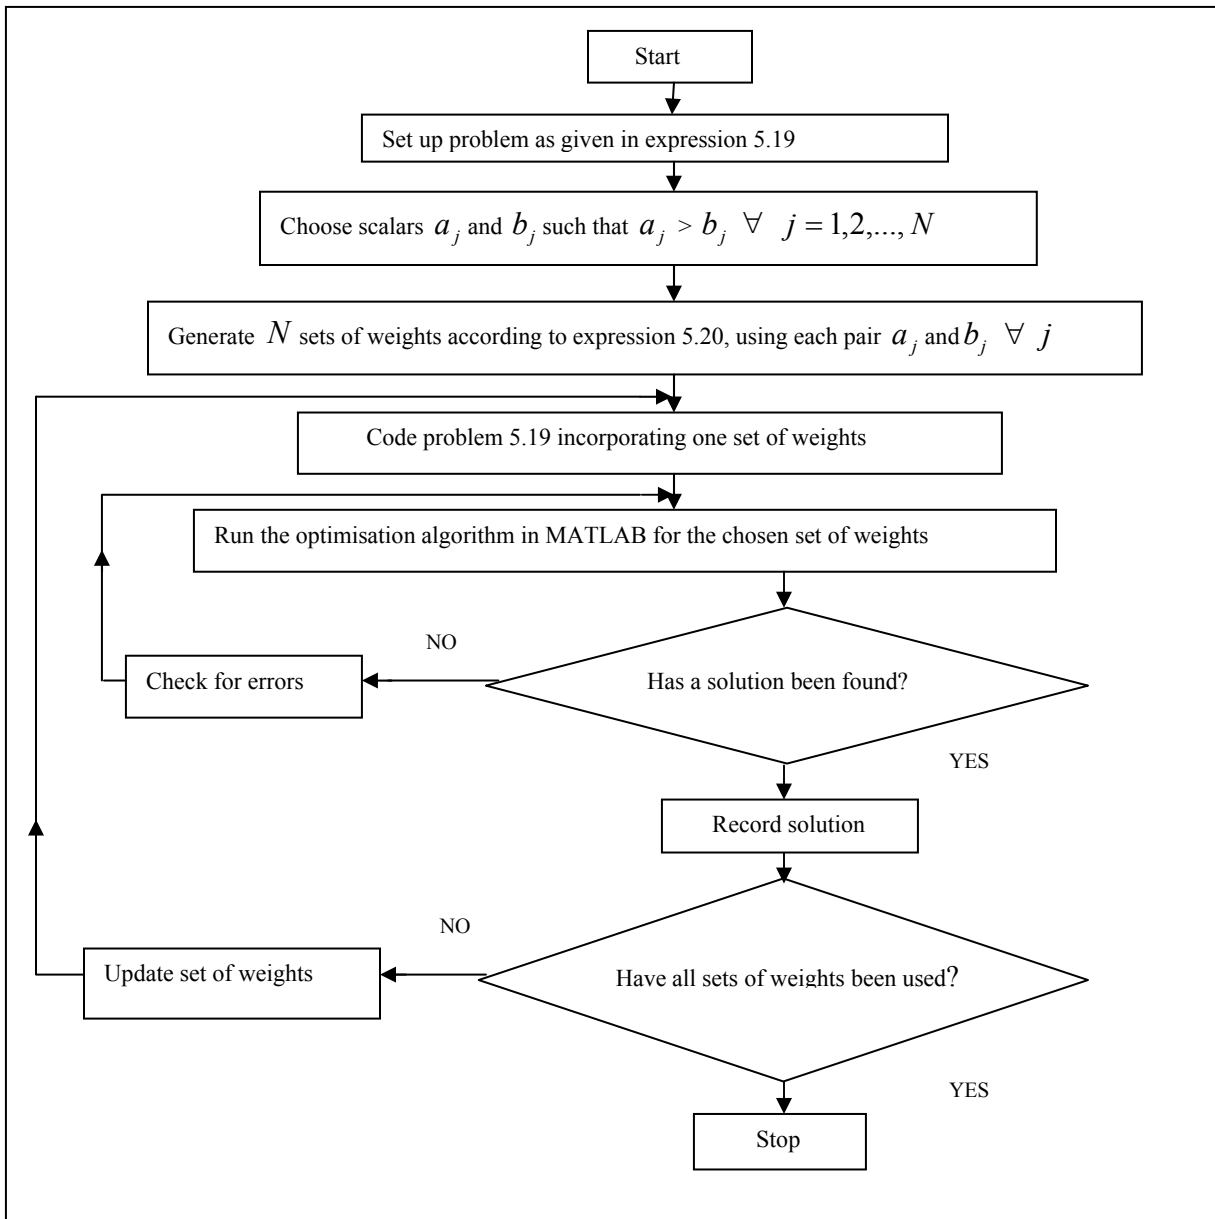 Start
Set up problem as given in expression 5.19
Choose scalars a_j and b_j such that a_j > b_j ∀ j = 1,2,..., N
Generate N sets of weights according to expression 5.20, using each pair a_j and b_j ∀ j
Code problem 5.19 incorporating one set of weights
Run the optimisation algorithm in MATLAB for the chosen set of weights
NO
Check for errors
Has a solution been found?
YES
Record solution
NO
Update set of weights
Have all sets of weights been used?
YES
Stop